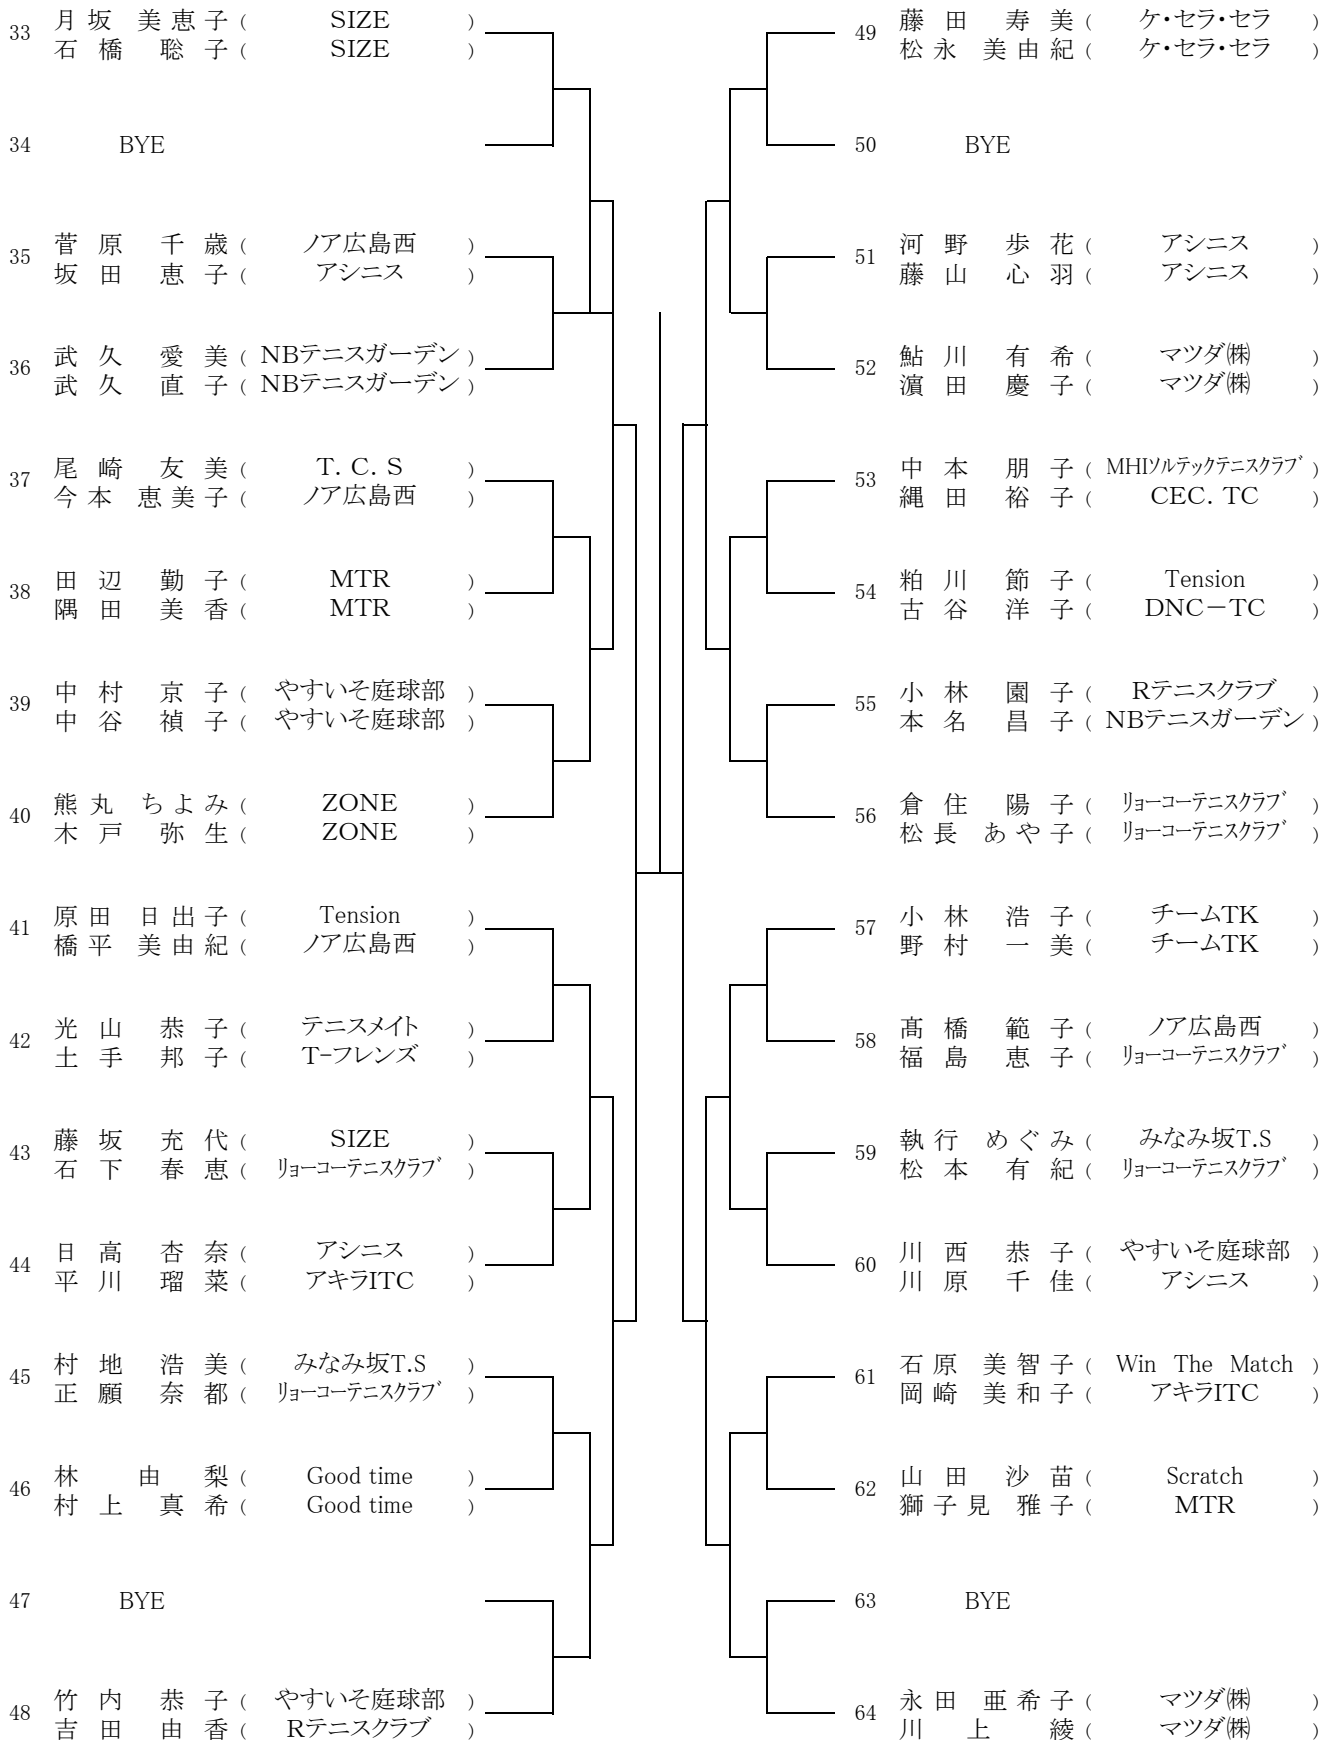 33 月坂 美恵子 ( SIZE )
石橋 聡子 ( SIZE )
34 BYE
35 菅原 千歳 ( ノア広島西 )
坂田 恵子 ( アシニス )
36 武久 愛美 ( NBテニスガーデン )
武久 直子 ( NBテニスガーデン )
37 尾崎 友美 ( T. C. S )
今本 恵美子 ( ノア広島西 )
38 田辺 勤子 ( MTR )
隅田 美香 ( MTR )
39 中村 京子 ( やすいそ庭球部 )
中谷 禎子 ( やすいそ庭球部 )
40 熊丸 ちよみ ( ZONE )
木戸 弥生 ( ZONE )
41 原田 日出子 ( Tension )
橋平 美由紀 ( ノア広島西 )
42 光山 恭子 ( テニスメイト )
土手 邦子 ( T-フレンズ )
43 藤坂 充代 ( SIZE )
石下 春恵 ( リョーコーテニスクラブ )
44 日高 杏奈 ( アシニス )
平川 瑠菜 ( アキラITC )
45 村地 浩美 ( みなみ坂T.S )
正願 奈都 ( リョーコーテニスクラブ )
46 林 由梨 ( Good time )
村上 真希 ( Good time )
47 BYE
48 竹内 恭子 ( やすいそ庭球部 )
吉田 由香 ( Rテニスクラブ )
49 藤田 寿美 ( ケ・セラ・セラ )
松永 美由紀 ( ケ・セラ・セラ )
50 BYE
51 河野 歩花 ( アシニス )
藤山 心羽 ( アシニス )
52 鮎川 有希 ( マツダ㈱ )
濵田 慶子 ( マツダ㈱ )
53 中本 朋子 ( MHIソルテックテニスクラブ )
縄田 裕子 ( CEC. TC )
54 粕川 節子 ( Tension )
古谷 洋子 ( DNC－TC )
55 小林 園子 ( Rテニスクラブ )
本名 昌子 ( NBテニスガーデン )
56 倉住 陽子 ( リョーコーテニスクラブ )
松長 あや子 ( リョーコーテニスクラブ )
57 小林 浩子 ( チームTK )
野村 一美 ( チームTK )
58 髙橋 範子 ( ノア広島西 )
福島 恵子 ( リョーコーテニスクラブ )
59 執行 めぐみ ( みなみ坂T.S )
松本 有紀 ( リョーコーテニスクラブ )
60 川西 恭子 ( やすいそ庭球部 )
川原 千佳 ( アシニス )
61 石原 美智子 ( Win The Match )
岡崎 美和子 ( アキラITC )
62 山田 沙苗 ( Scratch )
獅子見 雅子 ( MTR )
63 BYE
64 永田 亜希子 ( マツダ㈱ )
川上 綾 ( マツダ㈱ )